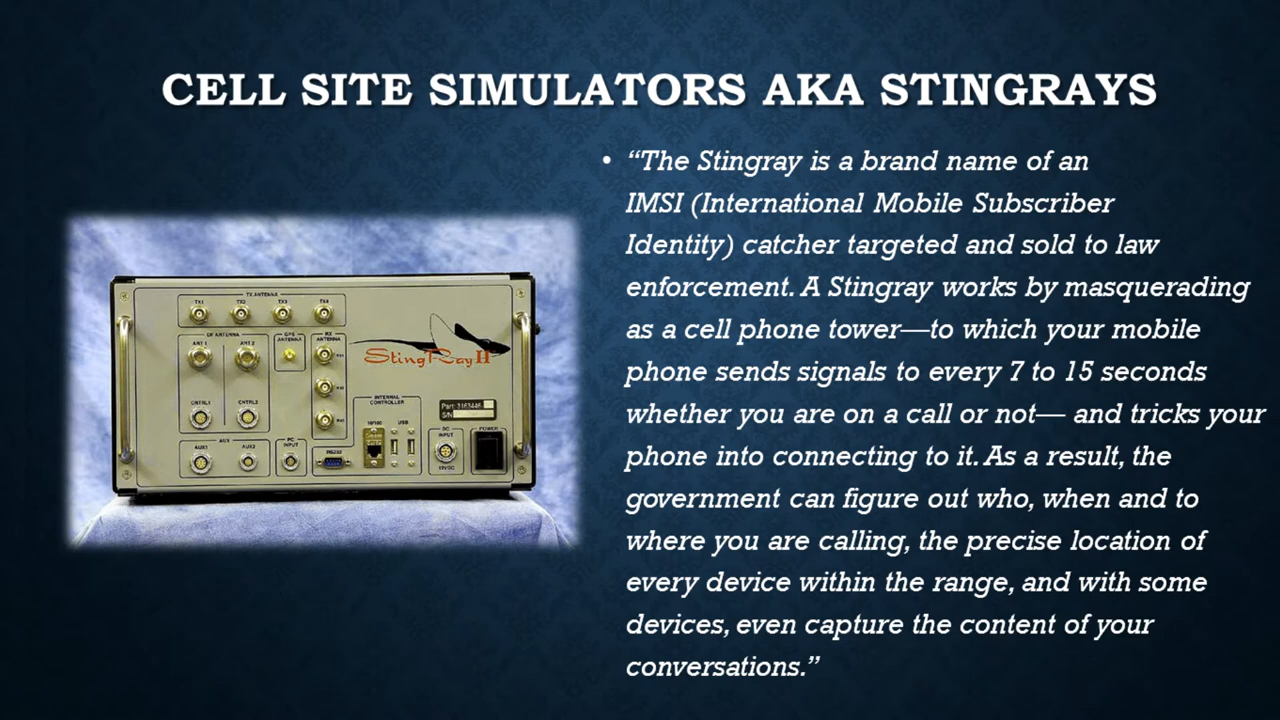 CELL SITE SIMULATORS AKA STINGRAYS
• “The Stingray is a brand name of an
IMSI (International Mobile Subscriber
Identity) catcher targeted and sold to law
enforcement. A Stingray works by masquerading
as a cell phone tower—to which your mobile
phone sends signals to every 7 to 15 seconds
whether you are on a call or not— and tricks your
phone into connecting to it. As a result, the
government can figure out who, when and to
where you are calling, the precise location of
every device within the range, and with some
devices, even capture the content of your
conversations.”
TX ANTENNA
TX1 TX2 TX3 TX4
ANTENNA
GPS ANTENNA
RX ANTENNA
ANT 1 ANT 2
StingRay II
CNTRL1 CNTRL2
INTERNAL CONTROLLER
10/100 USB
Part: 3163446
S/N
AUX
AUX1 AUX2
PC INPUT
RS232
DC INPUT
POWER